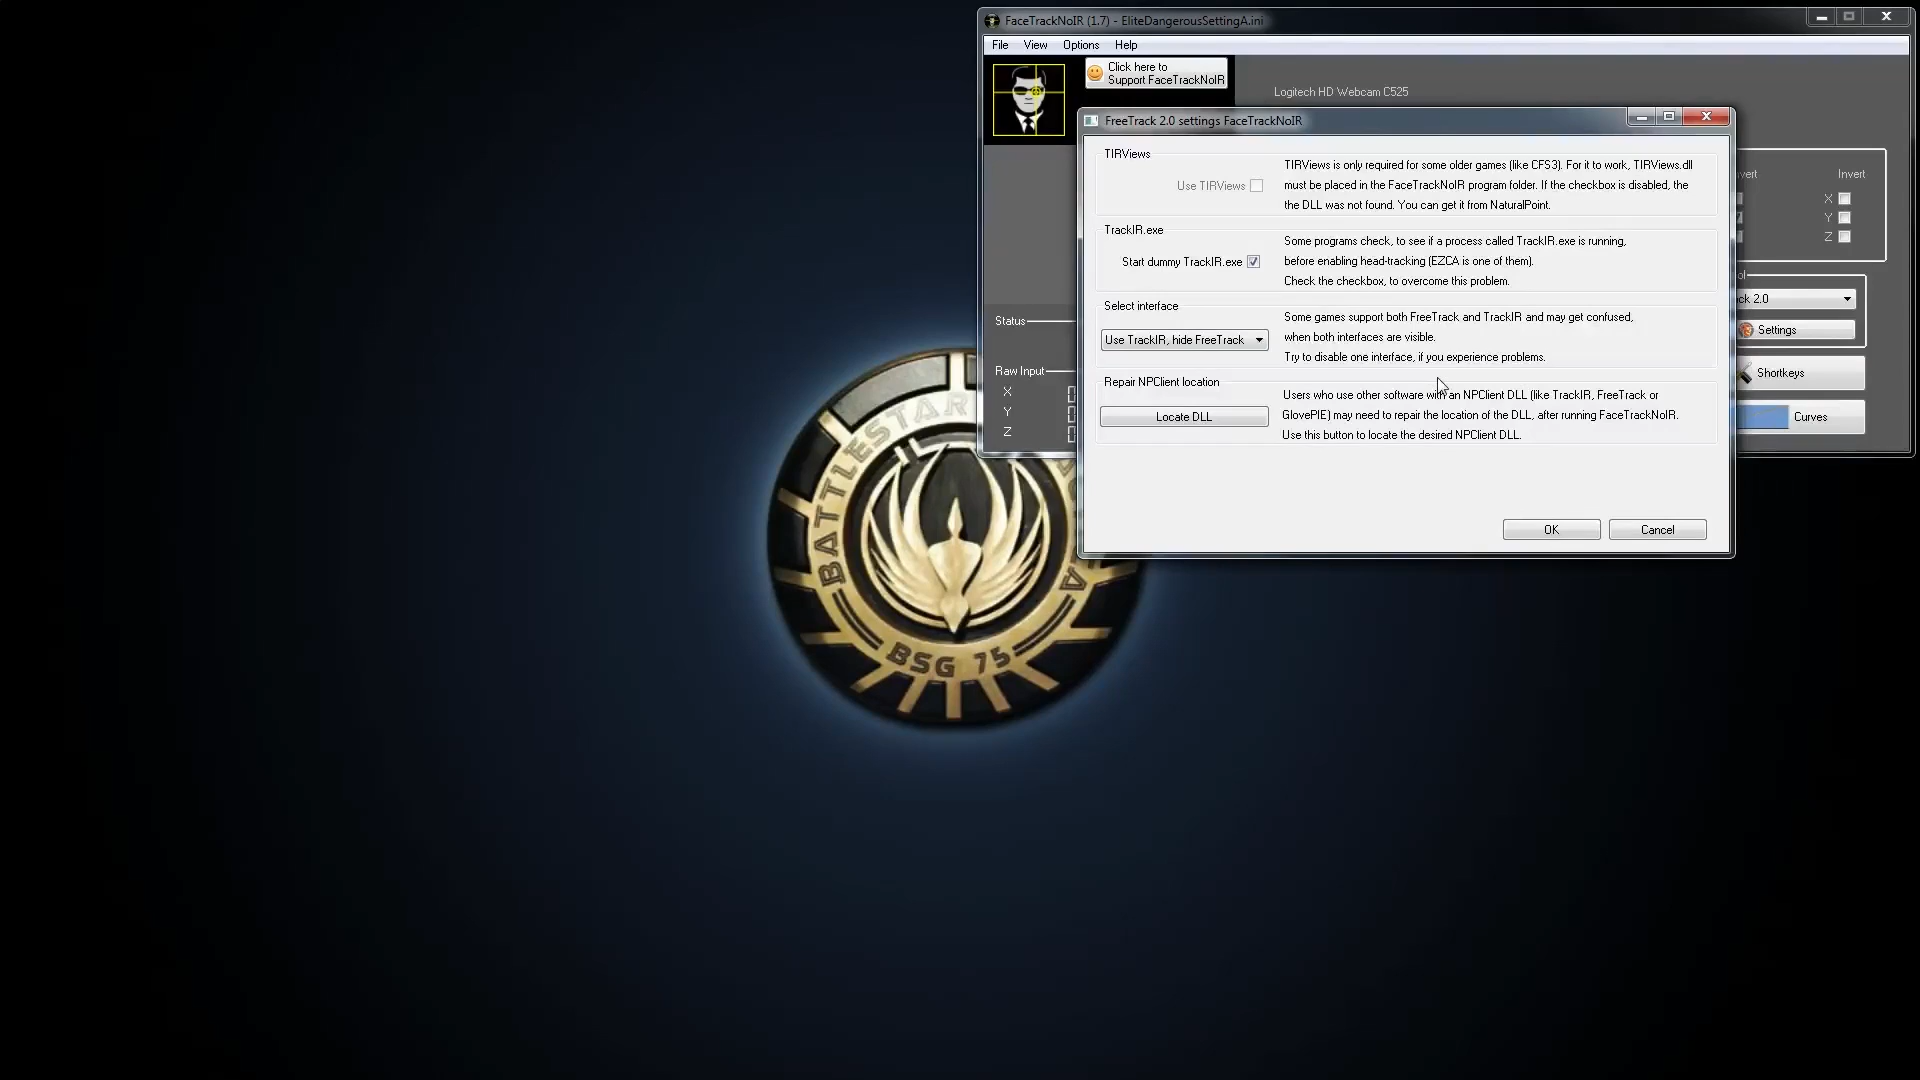 FaceTrackNoIR (1.7) - EliteDangerousSettingA.ini
File View Options Help
Click here to
Support FaceTrackNoIR
Logitech HD Webcam C525
FreeTrack 2.0 settings FaceTrackNoIR
TIRViews
Use TIRViews
TIRViews is only required for some older games (like CFS3). For it to work, TIRViews.dll
must be placed in the FaceTrackNoIR program folder. If the checkbox is disabled, the
the DLL was not found. You can get it from NaturalPoint.
TrackIR.exe
Start dummy TrackIR.exe
Some programs check, to see if a process called TrackIR.exe is running,
before enabling head-tracking (EZCA is one of them).
Check the checkbox, to overcome this problem.
Select interface
Use TrackIR, hide FreeTrack
Some games support both FreeTrack and TrackIR and may get confused,
when both interfaces are visible.
Try to disable one interface, if you experience problems.
Repair NPClient location
Locate DLL
Users who use other software with an NPClient DLL (like TrackIR, FreeTrack or
GlovePIE) may need to repair the location of the DLL, after running FaceTrackNoIR.
Use this button to locate the desired NPClient DLL.
OK Cancel
Invert
X
Y
Z
2.0
Settings
Shortkeys
Curves
Status
Raw Input
X
Y
Z
BATTLESTAR
BSG 75